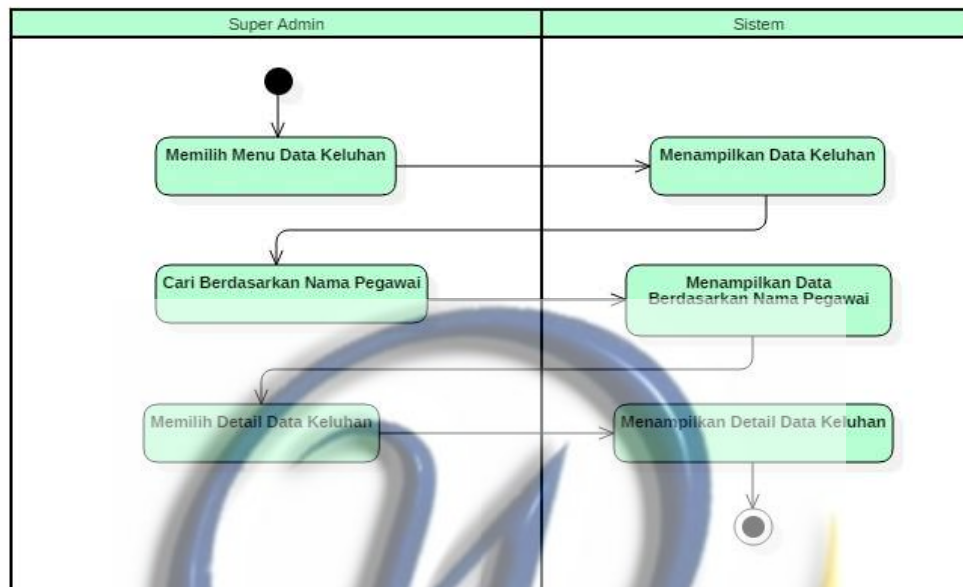 Super Admin
Sistem
Memilih Menu Data Keluhan
Menampilkan Data Keluhan
Cari Berdasarkan Nama Pegawai
Menampilkan Data
Berdasarkan Nama Pegawai
Memilih Detail Data Keluhan
Menampilkan Detail Data Keluhan